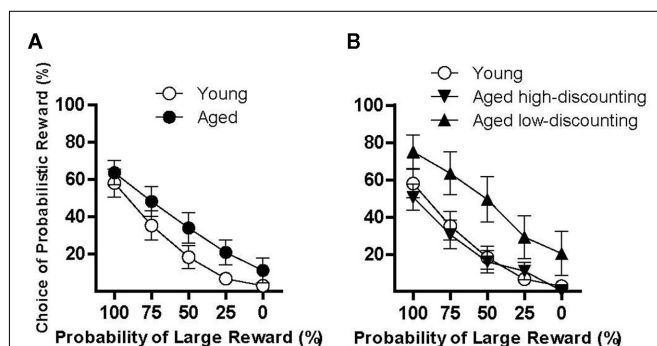 A
Young
Aged
Choice of Probabilistic Reward (%)
100
80
60
40
20
100 75 50 25 0
Probability of Large Reward (%)
B
Young
Aged high-discounting
Aged low-discounting
100
80
60
40
20
100 75 50 25 0
Probability of Large Reward (%)